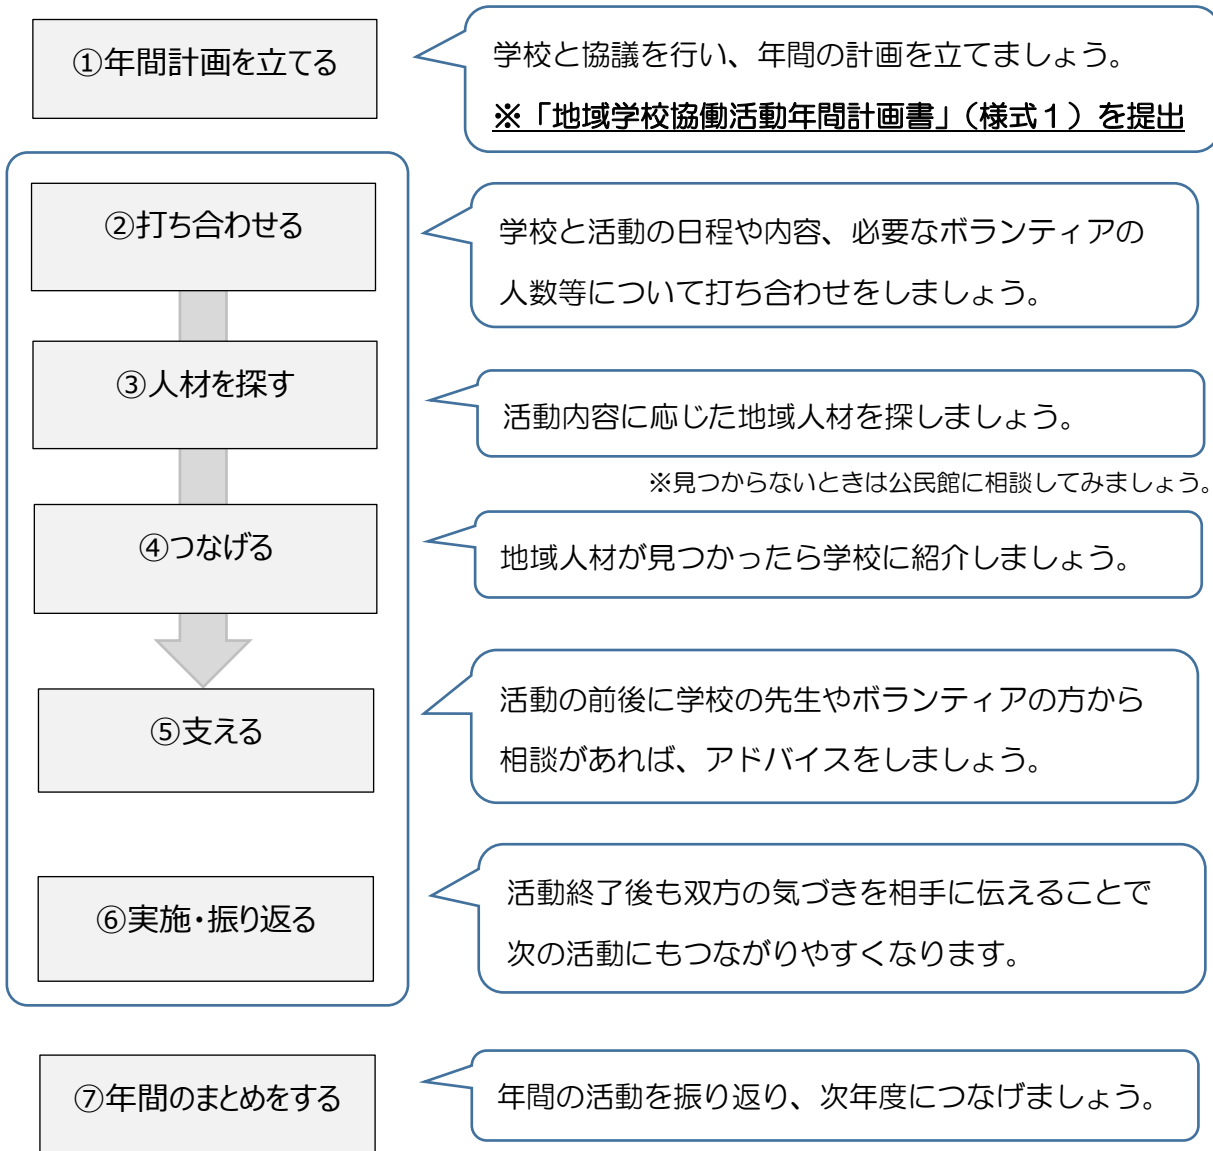 ①年間計画を立てる
学校と協議を行い、年間の計画を立てましょう。
※「地域学校協働活動年間計画書」（様式１）を提出
②打ち合わせる
学校と活動の日程や内容、必要なボランティアの
人数等について打ち合わせをしましょう。
③人材を探す
活動内容に応じた地域人材を探しましょう。
※見つからないときは公民館に相談してみましょう。
④つなげる
地域人材が見つかったら学校に紹介しましょう。
⑤支える
活動の前後に学校の先生やボランティアの方から
相談があれば、アドバイスをしましょう。
⑥実施・振り返る
活動終了後も双方の気づきを相手に伝えることで
次の活動にもつながりやすくなります。
⑦年間のまとめをする
年間の活動を振り返り、次年度につなげましょう。